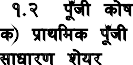 १.२ पूँजी कोष
क) प्राथमिक पूँजी
साधारण शेयर